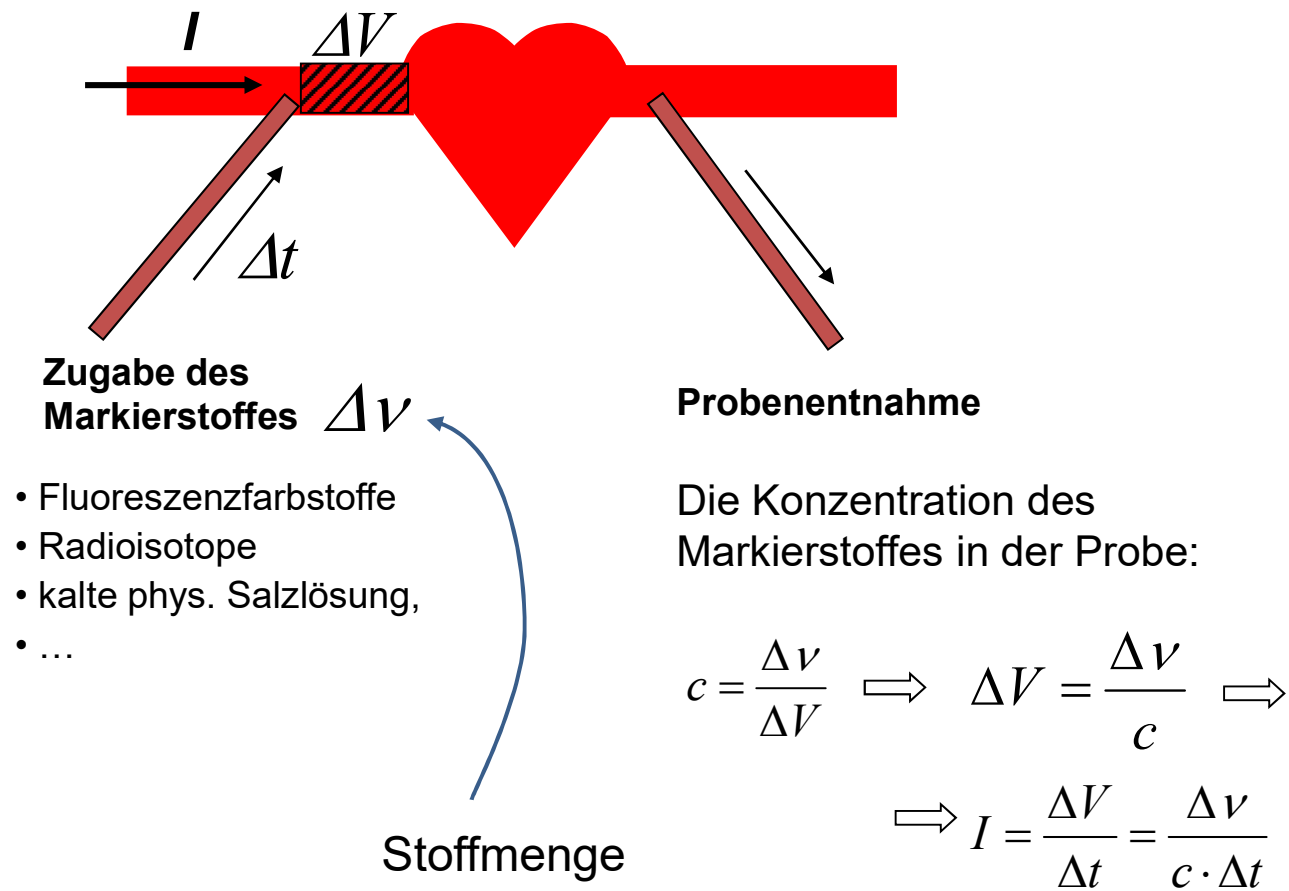 I
ΔV
Δt
Zugabe des
Markierstoffes Δν
• Fluoreszenzfarbstoffe
• Radioisotope
• kalte phys. Salzlösung,
• …
Stoffmenge
Probenentnahme
Die Konzentration des
Markierstoffes in der Probe:
c = Δν/ΔV ⇨ ΔV = Δν/c ⇨
⇨ I = ΔV/Δt = Δν/(c · Δt)